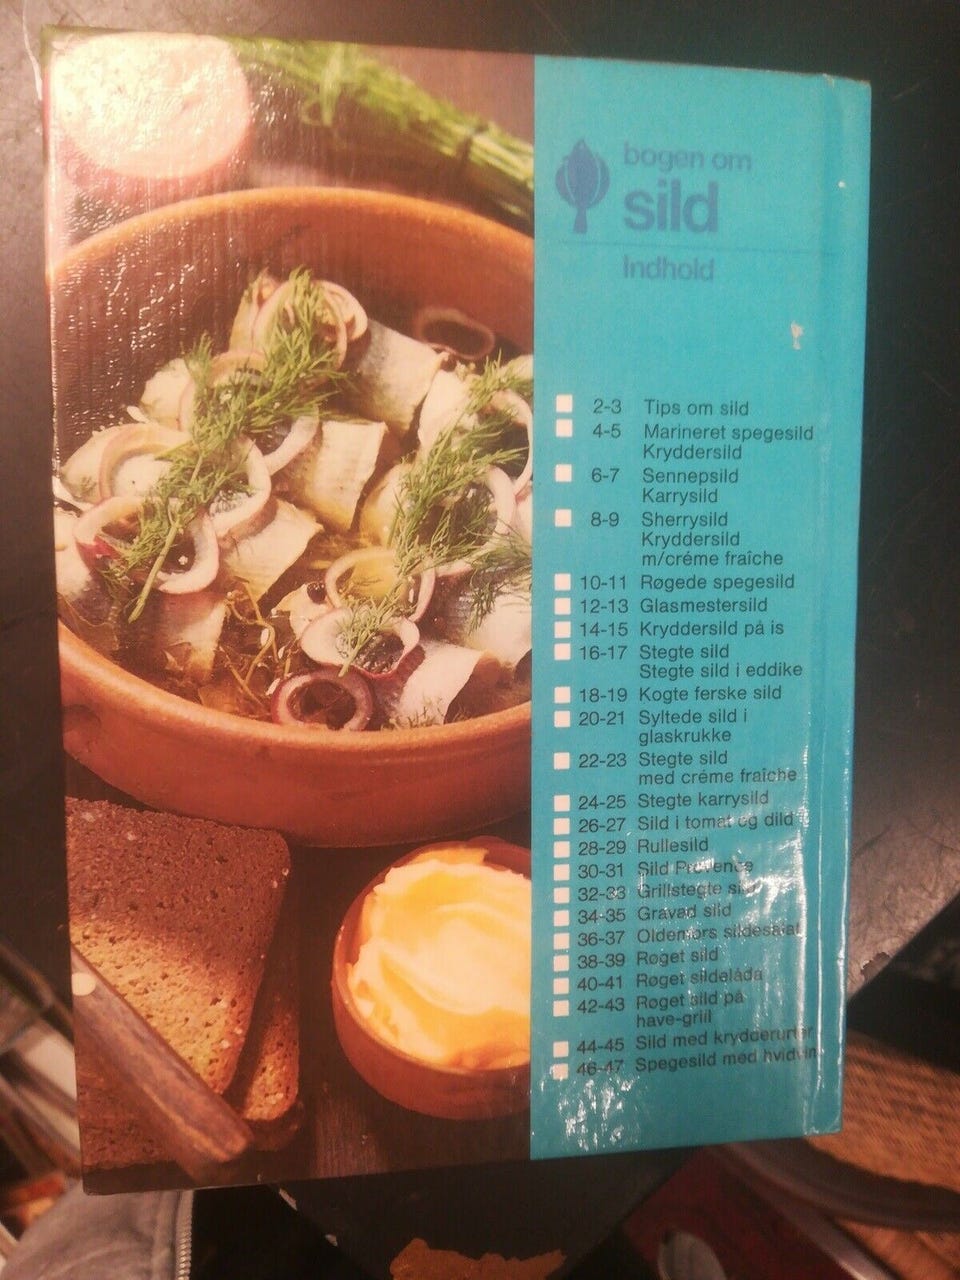 bogen om
sild
Indhold
2-3 Tips om sild
4-5 Marineret spegesild
Kryddersild
6-7 Sennepsild
Karrysild
8-9 Sherrysild
Kryddersild
m/créme fraîche
10-11 Røgede spegesild
12-13 Glasmestersild
14-15 Kryddersild på is
16-17 Stegte sild
Stegte sild i eddike
18-19 Kogte ferske sild
20-21 Syltede sild i
glaskrukke
22-23 Stegte sild
med créme fraîche
24-25 Stegte karrysild
26-27 Sild i tomat og dild
28-29 Rullesild
30-31 Sild Provence
32-33 Grillstegte sild
34-35 Gravad sild
36-37 Oldemors sildesalat
38-39 Røget sild
40-41 Røget sildelåda
42-43 Røget sild på
have-grill
44-45 Sild med krydderurter
46-47 Spegesild med hvidvin